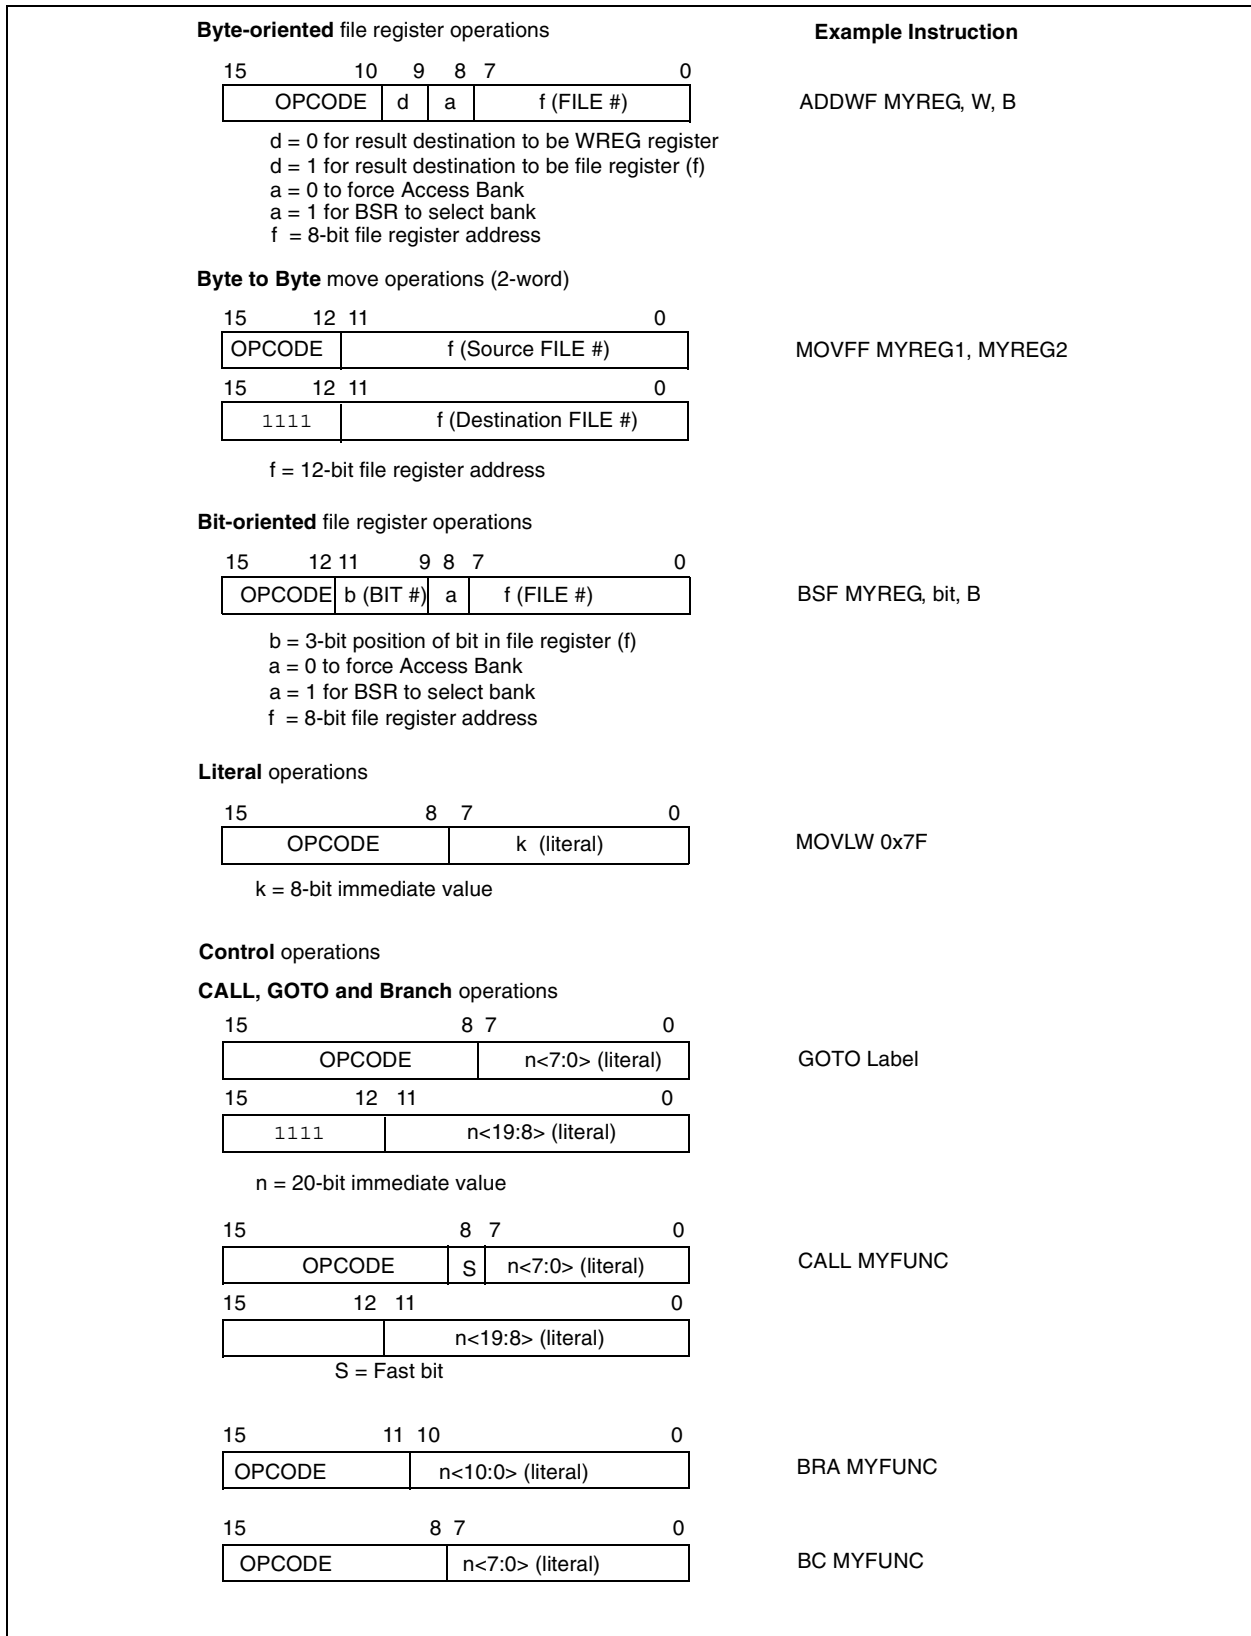 Byte-oriented file register operations
Example Instruction
15 10 9 8 7 0
OPCODE d a f (FILE #)
ADDWF MYREG, W, B
d = 0 for result destination to be WREG register
d = 1 for result destination to be file register (f)
a = 0 to force Access Bank
a = 1 for BSR to select bank
f = 8-bit file register address
Byte to Byte move operations (2-word)
15 12 11 0
OPCODE f (Source FILE #)
MOVFF MYREG1, MYREG2
15 12 11 0
1111 f (Destination FILE #)
f = 12-bit file register address
Bit-oriented file register operations
15 12 11 9 8 7 0
OPCODE b (BIT #) a f (FILE #)
BSF MYREG, bit, B
b = 3-bit position of bit in file register (f)
a = 0 to force Access Bank
a = 1 for BSR to select bank
f = 8-bit file register address
Literal operations
15 8 7 0
OPCODE k (literal)
MOVLW 0x7F
k = 8-bit immediate value
Control operations
CALL, GOTO and Branch operations
15 8 7 0
OPCODE n<7:0> (literal)
GOTO Label
15 12 11 0
1111 n<19:8> (literal)
n = 20-bit immediate value
15 8 7 0
OPCODE S n<7:0> (literal)
CALL MYFUNC
15 12 11 0
n<19:8> (literal)
S = Fast bit
15 11 10 0
OPCODE n<10:0> (literal)
BRA MYFUNC
15 8 7 0
OPCODE n<7:0> (literal)
BC MYFUNC